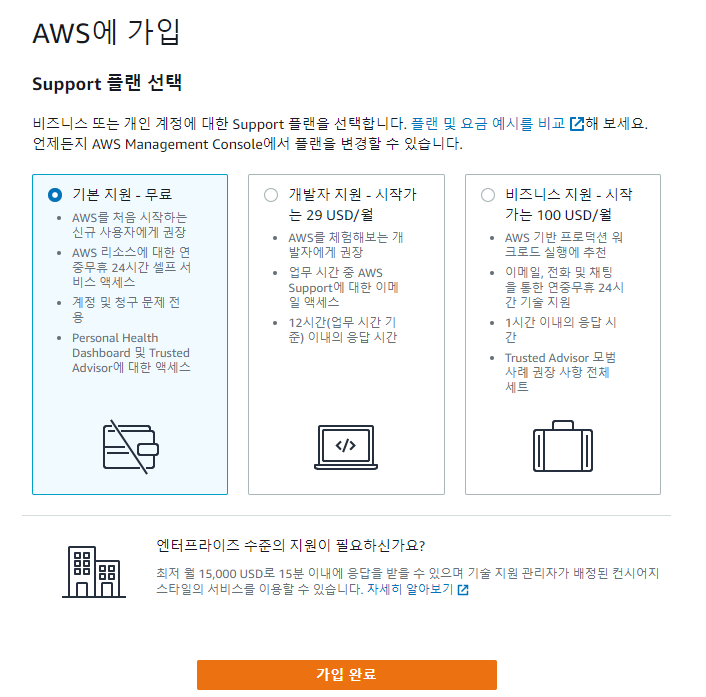 AWS에 가입
Support 플랜 선택
비즈니스 또는 개인 계정에 대한 Support 플랜을 선택합니다. 플랜 및 요금 예시를 비교 해 보세요.
언제든지 AWS Management Console에서 플랜을 변경할 수 있습니다.
기본 지원 - 무료
• AWS를 처음 시작하는
신규 사용자에게 권장
• AWS 리소스에 대한 연
중무휴 24시간 셀프 서
비스 액세스
• 계정 및 청구 문제 전
용
• Personal Health
Dashboard 및 Trusted
Advisor에 대한 액세스
개발자 지원 - 시작가
는 29 USD/월
• AWS를 체험해보는 개
발자에게 권장
• 업무 시간 중 AWS
Support에 대한 이메
일 액세스
• 12시간(업무 시간 기
준) 이내의 응답 시간
비즈니스 지원 - 시작
가는 100 USD/월
• AWS 기반 프로덕션 워
크로드 실행에 추천
• 이메일, 전화 및 채팅
을 통한 연중무휴 24시
간 기술 지원
• 1시간 이내의 응답 시
간
• Trusted Advisor 모범
사례 권장 사항 전체
세트
</> 
엔터프라이즈 수준의 지원이 필요하신가요?
최저 월 15,000 USD로 15분 이내에 응답을 받을 수 있으며 기술 지원 관리자가 배정된 컨시어지
스타일의 서비스를 이용할 수 있습니다. 자세히 알아보기
가입 완료